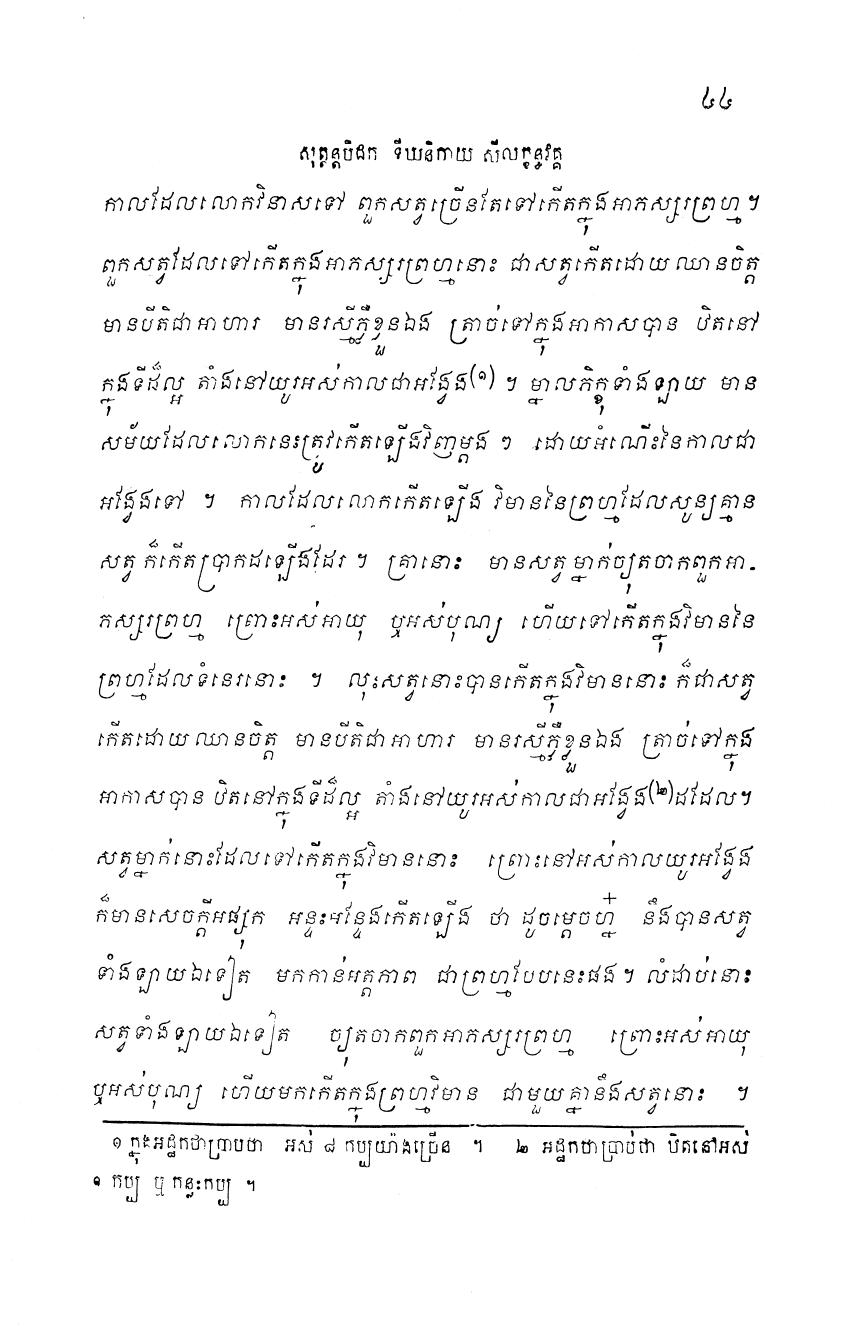 ៤៤
សុត្តន្តបិដក ទីឃនិកាយ សីលក្ខន្ធវគ្គ
កាលដែលលោកវិនាសទៅ ពួកសត្វច្រើនតែទៅកើតក្នុងអាភស្សរព្រហ្ម ។
ពួកសត្វដែលទៅកើតក្នុងអាភស្សរព្រហ្មនោះ ជាសត្វកើតដោយឈានចិត្ត
មានបីតិជាអាហារ មានរស្មីភ្លឺខ្លួនឯង ត្រាច់ទៅក្នុងអាកាសបាន ឋិតនៅ
ក្នុងទីដ៏ល្អ តាំងនៅយូរអស់កាលជាអង្វែង(១) ។ ម្នាលភិក្ខុទាំងឡាយ មាន
សម័យដែលលោកនេះត្រូវកើតឡើងវិញម្តង ៗ ដោយអំណើះនៃកាលជា
អង្វែងទៅ ។ កាលដែលលោកកើតឡើង វិមាននៃព្រហ្មដែលសូន្យគ្មាន
សត្វ ក៏កើតប្រាកដឡើងដែរ ។ គ្រានោះ មានសត្វម្នាក់ច្យុតចាកពួកអា-
ភស្សរព្រហ្ម ព្រោះអស់អាយុ ឬអស់បុណ្យ ហើយទៅកើតក្នុងវិមាននៃ
ព្រហ្មដែលទំនេរនោះ ។ លុះសត្វនោះបានកើតក្នុងវិមាននោះ ក៏ជាសត្វ
កើតដោយឈានចិត្ត មានបីតិជាអាហារ មានរស្មីភ្លឺខ្លួនឯង ត្រាច់ទៅក្នុង
អាកាសបាន ឋិតនៅក្នុងទីដ៏ល្អ តាំងនៅយូរអស់កាលជាអង្វែង(២)ដដែល។
សត្វម្នាក់នោះដែលទៅកើតក្នុងវិមាននោះ ព្រោះនៅអស់កាលយូរអង្វែង
ក៏មានសេចក្តីអផ្សុក អន្ទះអន្ទែងកើតឡើង ថា ដូចម្តេចហ្ន៎ នឹងបានសត្វ
ទាំងឡាយឯទៀត មកកាន់អត្តភាព ជាព្រហ្មបែបនេះផង។ លំដាប់នោះ
សត្វទាំងឡាយឯទៀត ច្យុតចាកពួកអាភស្សរព្រហ្ម ព្រោះអស់អាយុ
ឬអស់បុណ្យ ហើយមកកើតក្នុងព្រហ្មវិមាន ជាមួយគ្នានឹងសត្វនោះ ។
១ ក្នុងអដ្ឋកថាប្រាប់ថា អស់ ៨ កប្បយ៉ាងច្រើន ។ ២ អដ្ឋកថាប្រាប់ថា ឋិតនៅអស់
១ កប្ប ឬ កន្លះកប្ប ។